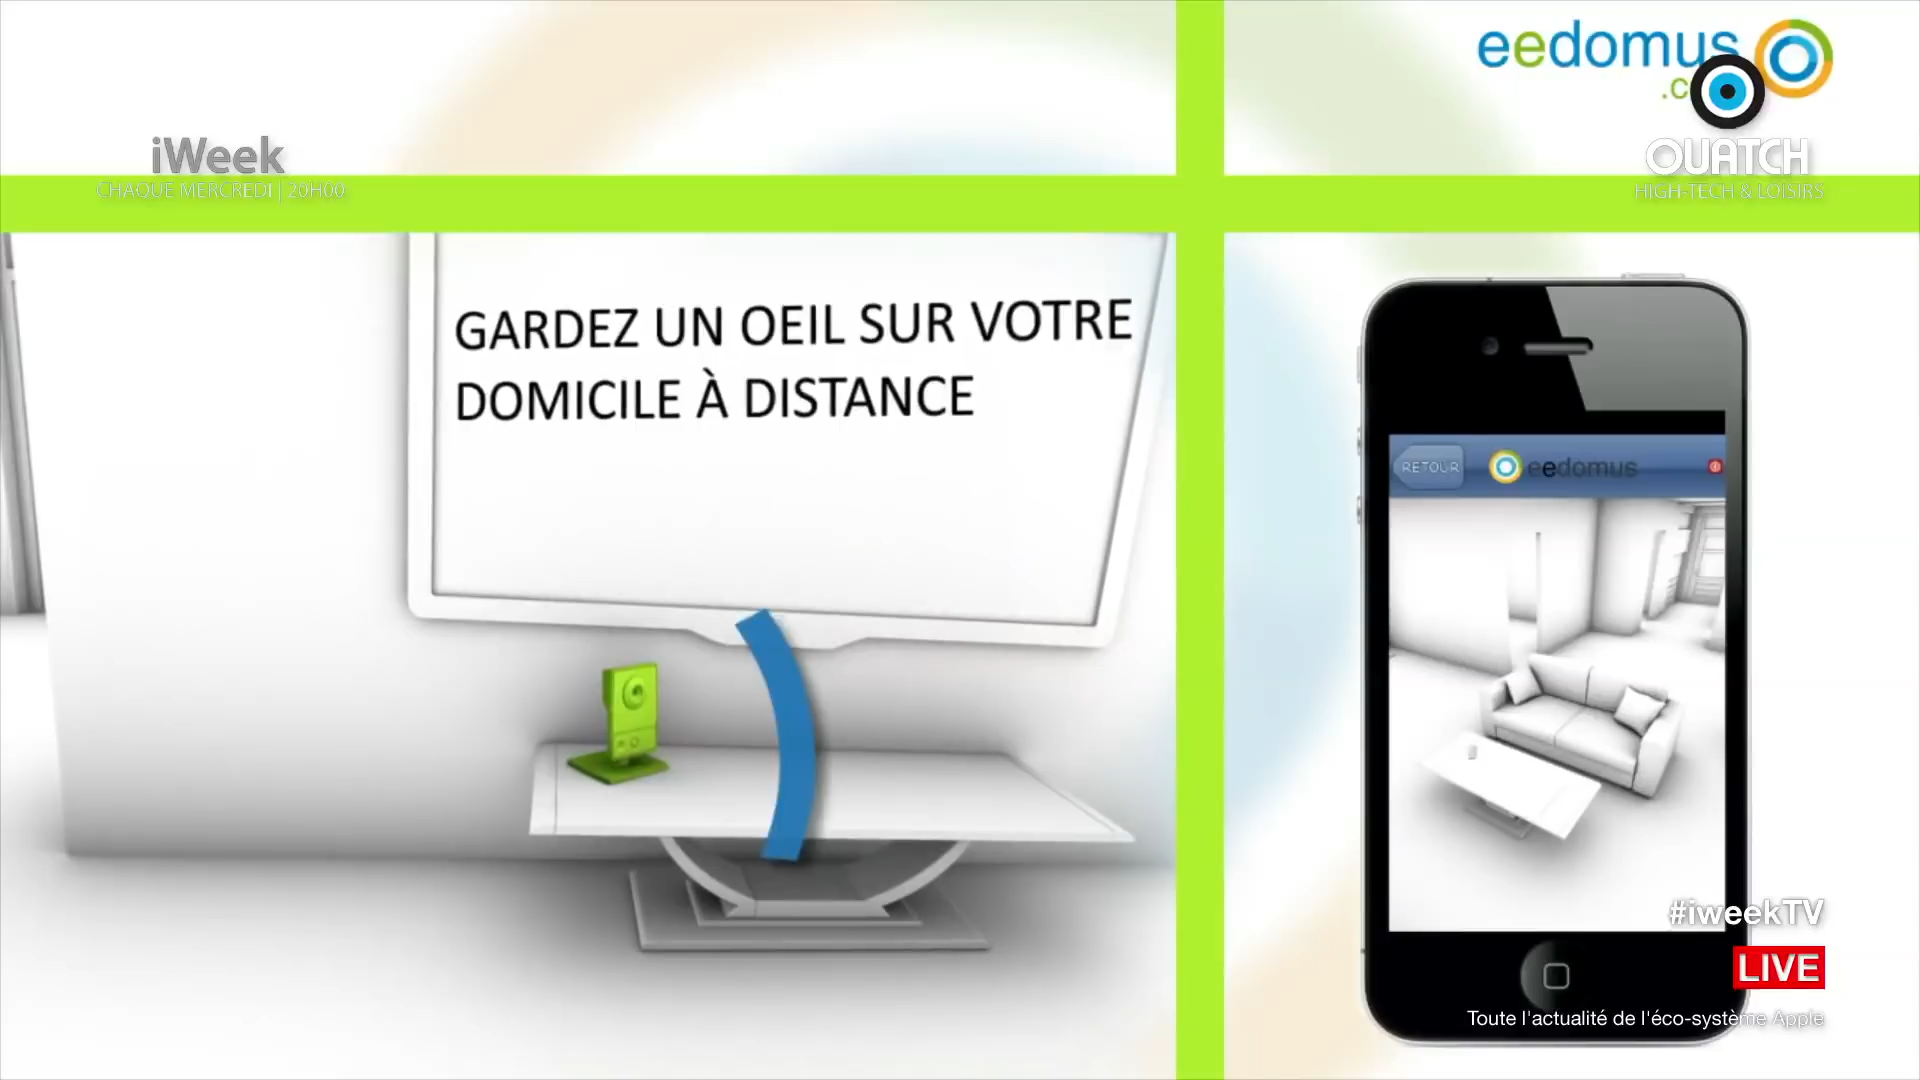 eedomus
iWeek
CHAQUE MERCREDI | 20H00
OUATCH
HIGH-TECH & LOISIRS
GARDEZ UN OEIL SUR VOTRE
DOMICILE À DISTANCE
RETOUR
eedomus
#iweekTV
LIVE
Toute l'actualité de l'éco-système Apple